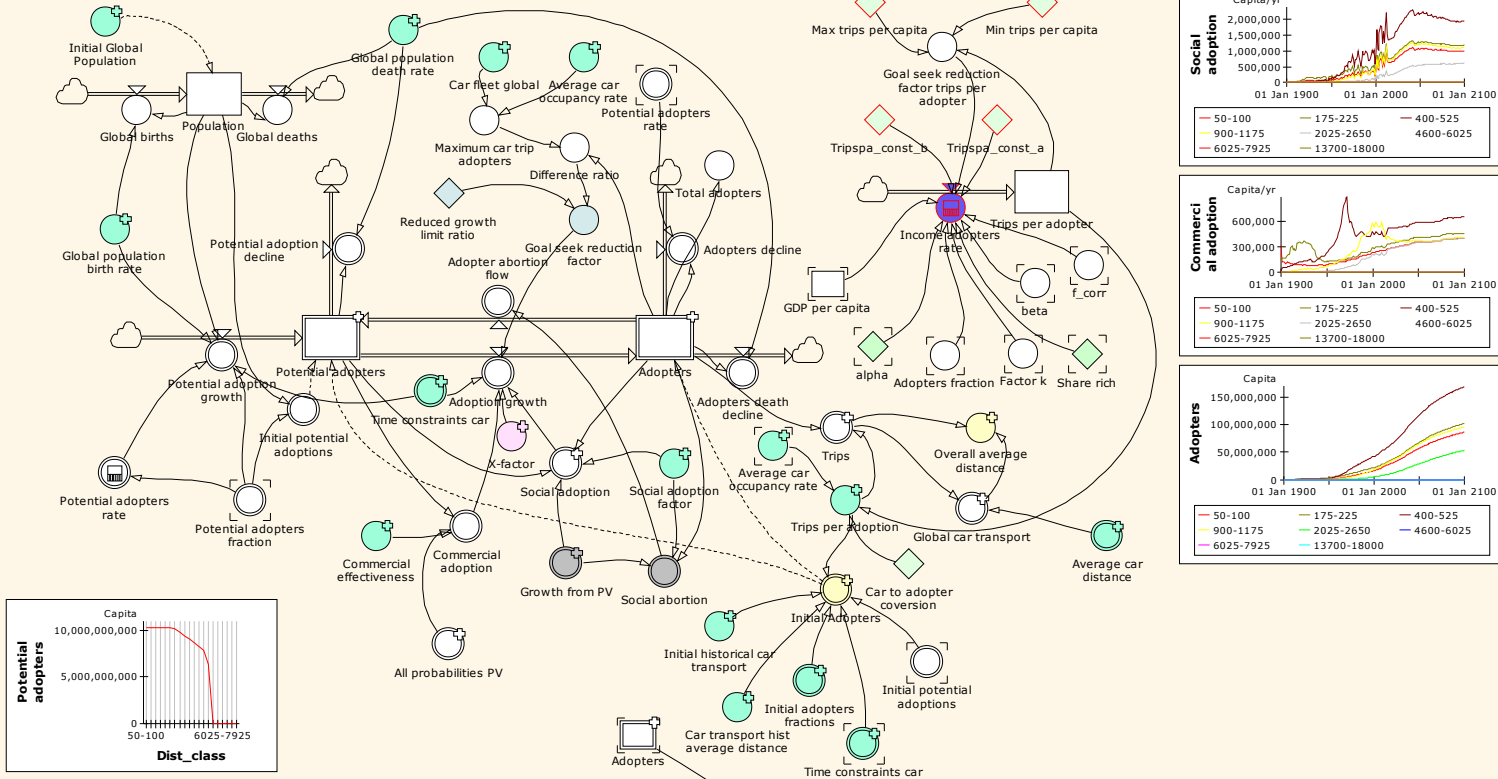 Initial Global
Population
Global population
death rate
Population
Global births
Global deaths
Global population
birth rate
Car fleet global
Average car
occupancy rate
Potential adopters
rate
Maximum car trip
adopters
Difference ratio
Total adopters
Reduced growth
limit ratio
Goal seek reduction
factor
Potential adoption
decline
Adopters decline
Adopter abortion
flow
Potential adoption
growth
Potential adopters
Adopters
Time constraints car
Adoption growth
Adopters death
decline
Initial potential
adoptions
X-factor
Potential adopters
rate
Potential adopters
fraction
Social adoption
Social adoption
factor
Commercial
effectiveness
Commercial
adoption
Growth from PV
Social abortion
All probabilities PV
Max trips per capita
Min trips per capita
Goal seek reduction
factor trips per
adopter
Tripspa_const_b
Tripspa_const_a
Income adopters
rate
Trips per adopter
GDP per capita
beta
f_corr
alpha
Adopters fraction
Factor k
Share rich
Average car
occupancy rate
Trips
Overall average
distance
Trips per adoption
Global car transport
Average car
distance
Car to adopter
coversion
Initial Adopters
Initial historical car
transport
Initial adopters
fractions
Initial potential
adoptions
Car transport hist
average distance
Time constraints car
Adopters
Potential
adopters
Capita
10,000,000,000
5,000,000,000
0
50-100
6025-7925
Dist_class
Social
adoption
Capita/yr
2,000,000
1,500,000
1,000,000
500,000
0
01 Jan 1900
01 Jan 2000
01 Jan 2100
50-100
175-225
400-525
900-1175
2025-2650
4600-6025
6025-7925
13700-18000
Commerci
al adoption
Capita/yr
600,000
300,000
0
01 Jan 1900
01 Jan 2000
01 Jan 2100
50-100
175-225
400-525
900-1175
2025-2650
4600-6025
6025-7925
13700-18000
Adopters
Capita
150,000,000
100,000,000
50,000,000
0
01 Jan 1900
01 Jan 2000
01 Jan 2100
50-100
175-225
400-525
900-1175
2025-2650
4600-6025
6025-7925
13700-18000